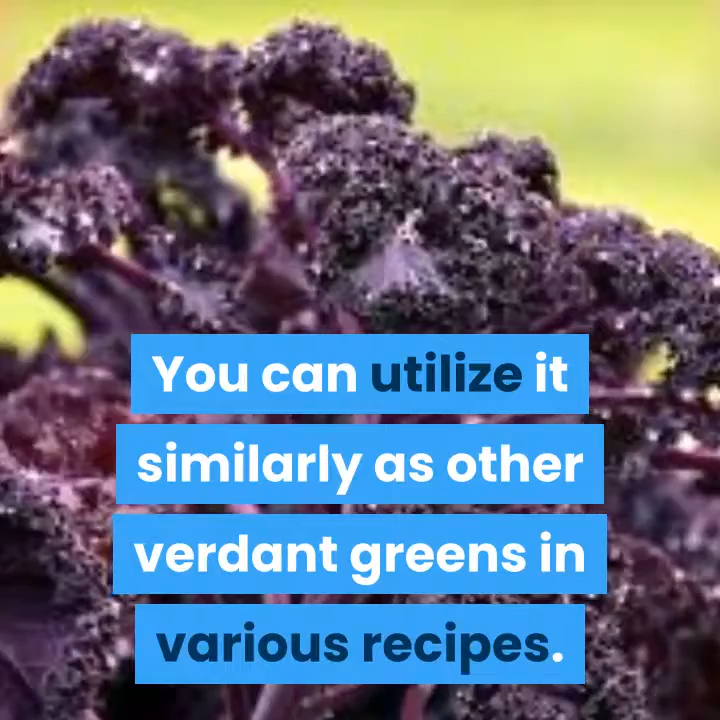 You can utilize it
similarly as other
verdant greens in
various recipes.